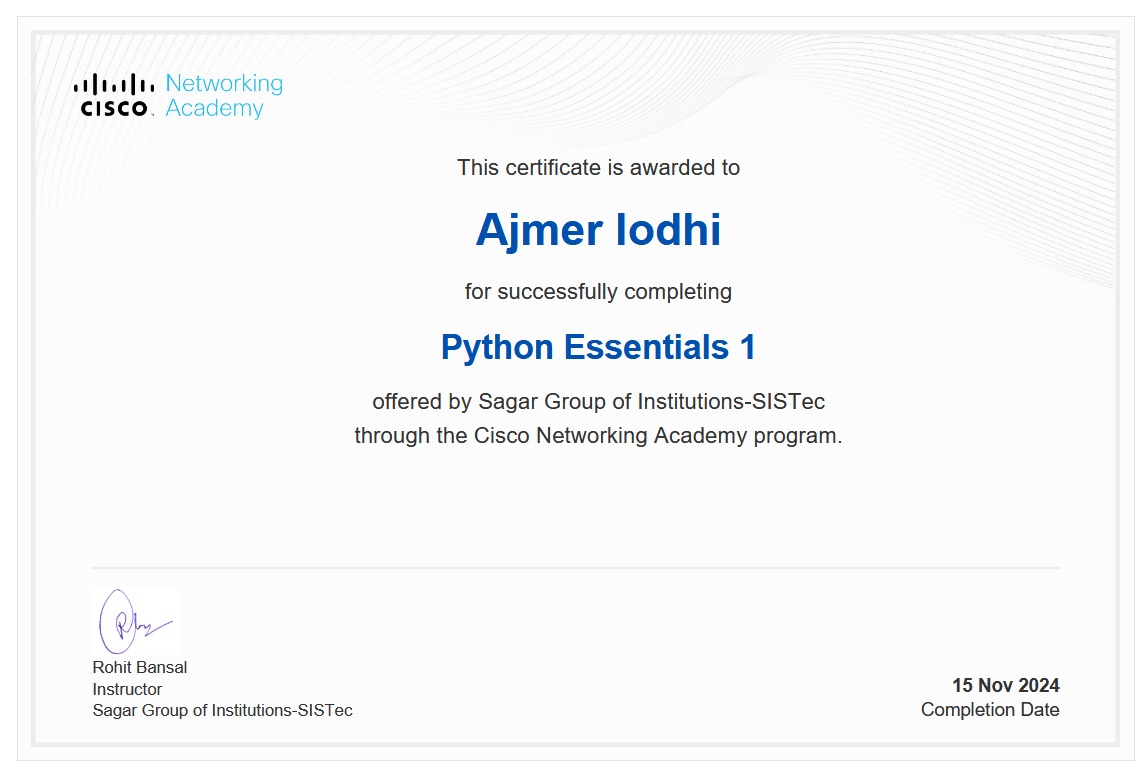 CISCO Networking
Academy
This certificate is awarded to
Ajmer lodhi
for successfully completing
Python Essentials 1
offered by Sagar Group of Institutions-SISTec
through the Cisco Networking Academy program.
Rohit Bansal
Instructor
Sagar Group of Institutions-SISTec
15 Nov 2024
Completion Date